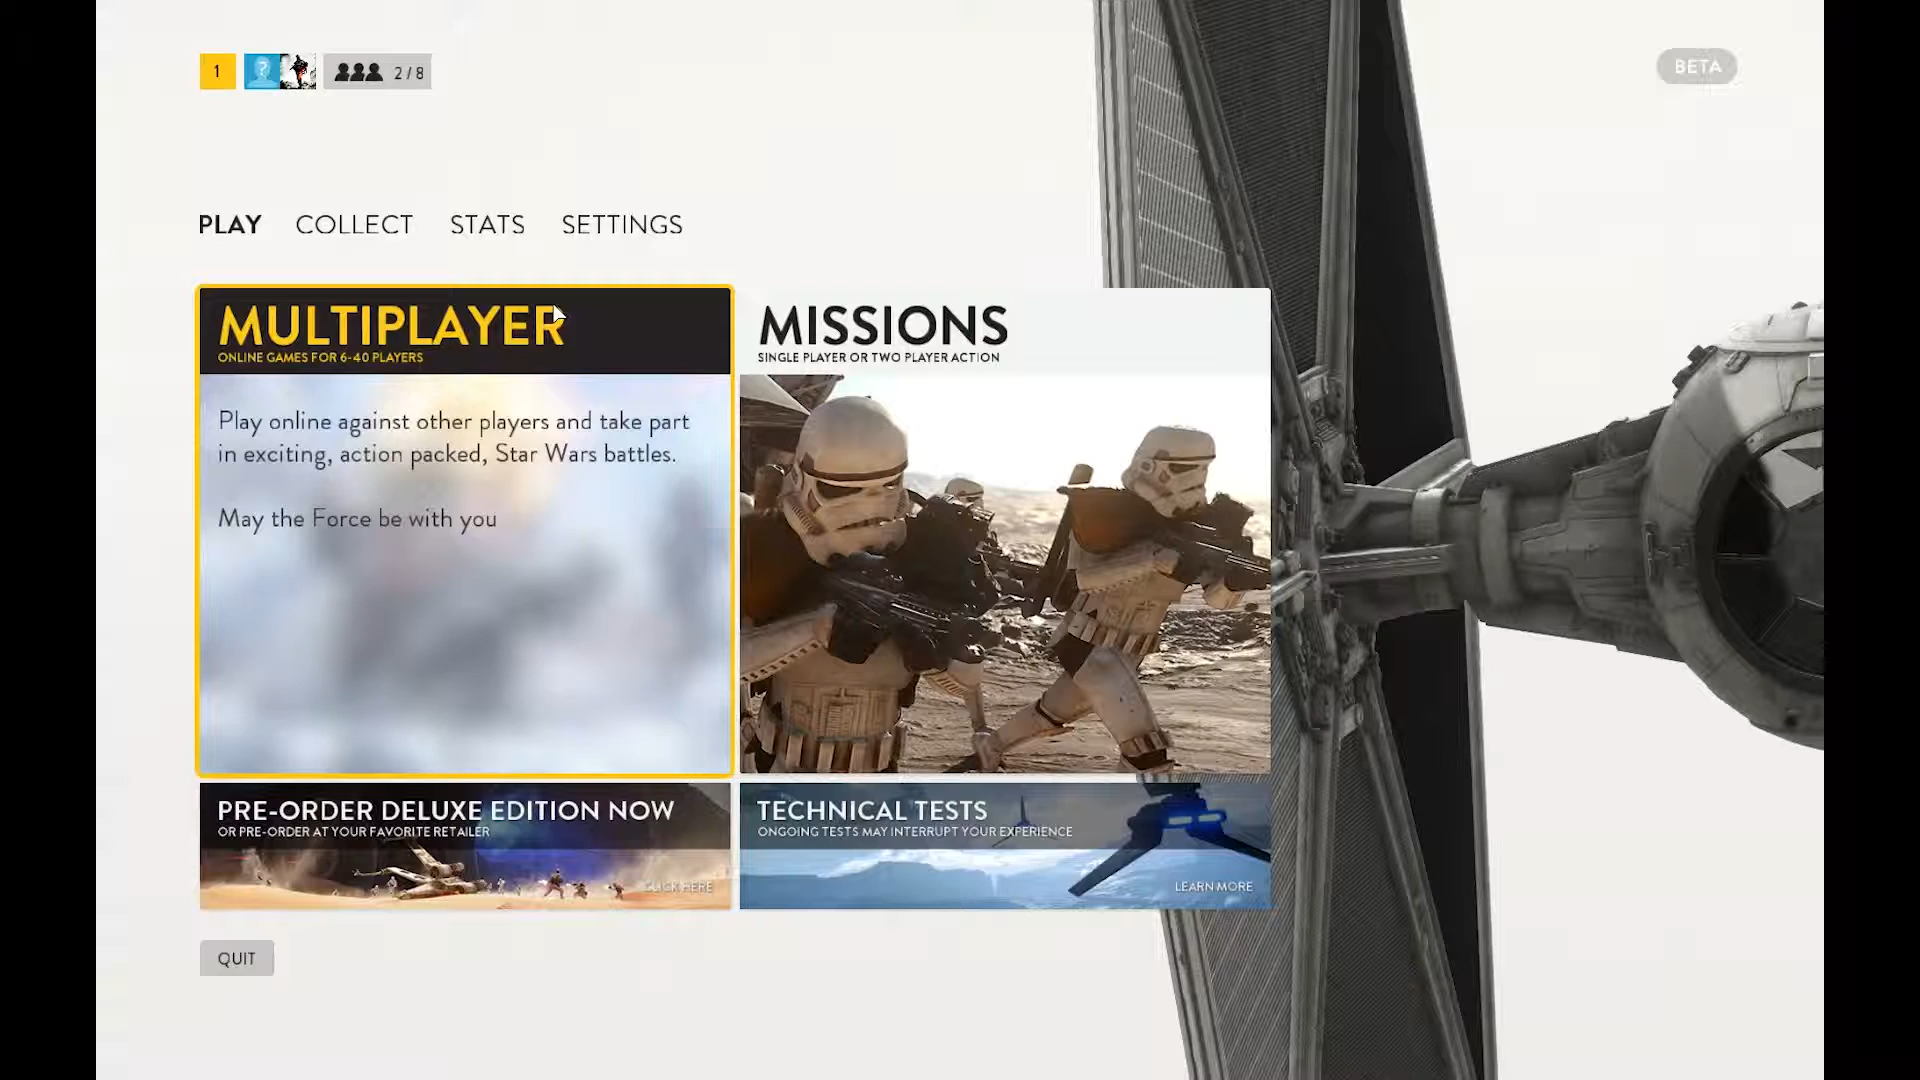 1
?
2/8
BETA
PLAY COLLECT STATS SETTINGS
MULTIPLAYER
ONLINE GAMES FOR 6-40 PLAYERS
Play online against other players and take part
in exciting, action packed, Star Wars battles.
May the Force be with you
MISSIONS
SINGLE PLAYER OR TWO PLAYER ACTION
PRE-ORDER DELUXE EDITION NOW
OR PRE-ORDER AT YOUR FAVORITE RETAILER
CLICK HERE
TECHNICAL TESTS
ONGOING TESTS MAY INTERRUPT YOUR EXPERIENCE
LEARN MORE
QUIT